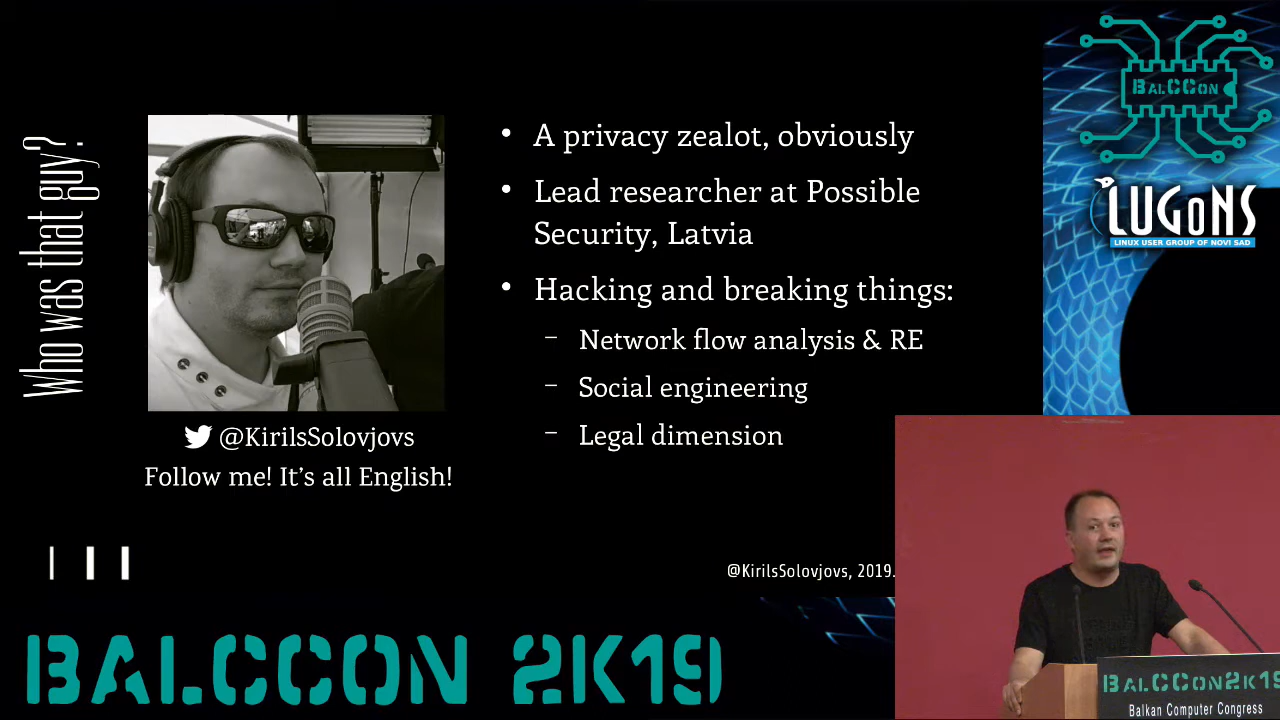 Who was that guy?
@KirilsSolovjovs
Follow me! It's all English!
• A privacy zealot, obviously
• Lead researcher at Possible
Security, Latvia
• Hacking and breaking things:
– Network flow analysis & RE
– Social engineering
– Legal dimension
@KirilsSolovjovs, 2019.
BALCCON
LUGONS
LINUX USER GROUP OF NOVI SAD
BALCCON 2K19
BALCCON2K19
Balkan Computer Congress